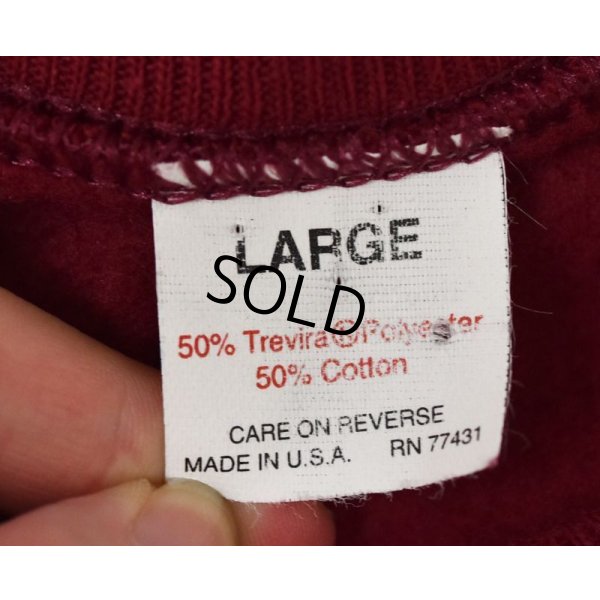 LARGE
SOLD
50% Trevira®Polyester
50% Cotton
CARE ON REVERSE
MADE IN U.S.A. RN 77431